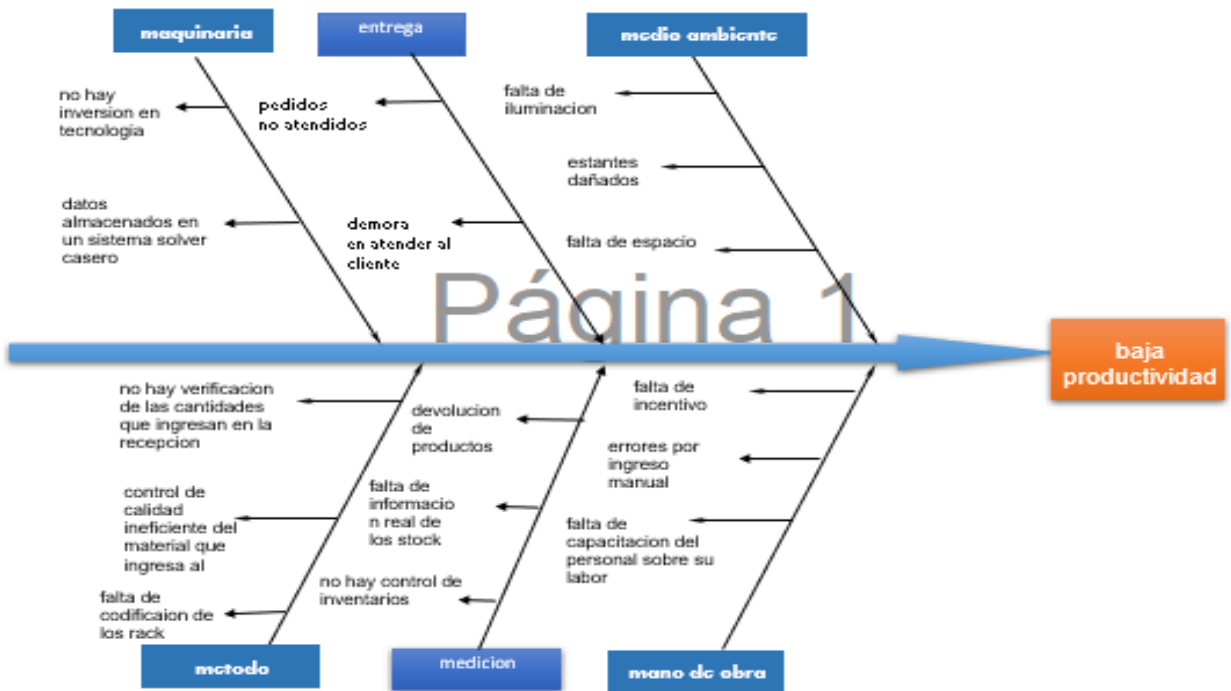 maquinaria
entrega
medio ambiente
no hay
inversion en
tecnologia
datos
almacenados en
un sistema solver
casero
pedidos
no atendidos
demora
en atender al
cliente
falta de
iluminacion
estantes
dañados
falta de espacio
Página 1
baja
productividad
no hay verificacion
de las cantidades
que ingresan en la
recepcion
control de
calidad
ineficiente del
material que
ingresa al
falta de
codificaion de
los rack
devolucion
de
productos
falta de
informacio
n real de
los stock
no hay control de
inventarios
falta de
incentivo
errores por
ingreso
manual
falta de
capacitacion del
personal sobre su
labor
metodo
medicion
mano de obra